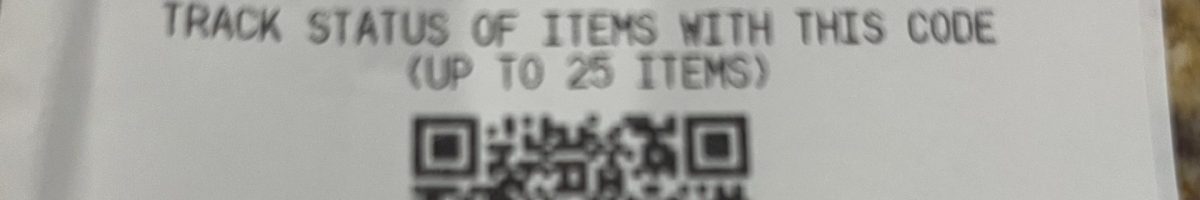 TRACK STATUS OF ITEMS WITH THIS CODE
(UP TO 25 ITEMS)